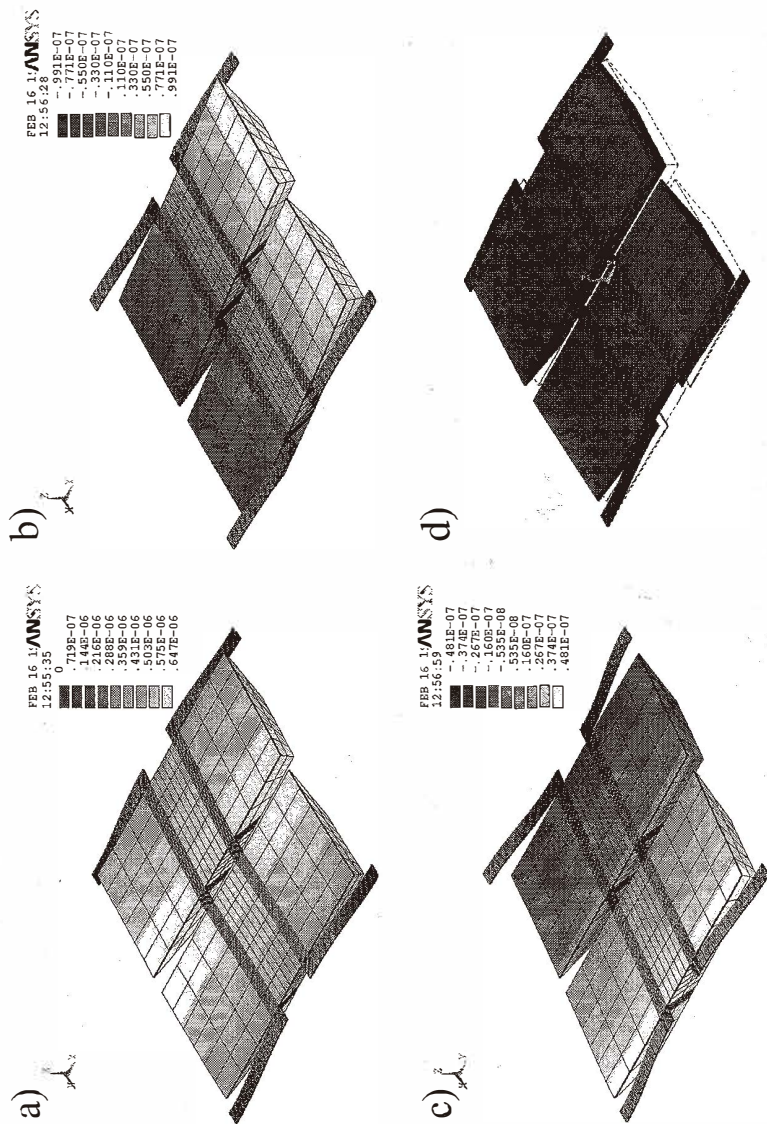 a)
FEB 16 1
12:55:35
ANSYS
0
.719E-07
.144E-06
.216E-06
.288E-06
.359E-06
.431E-06
.503E-06
.575E-06
.647E-06
b)
FEB 16 1
12:56:28
ANSYS
-.991E-07
-.771E-07
-.550E-07
-.330E-07
-.110E-07
.110E-07
.330E-07
.550E-07
.771E-07
.991E-07
c)
FEB 16 1
12:56:59
ANSYS
-.481E-07
-.374E-07
-.267E-07
-.160E-07
-.535E-08
.535E-08
.160E-07
.267E-07
.374E-07
.481E-07
d)